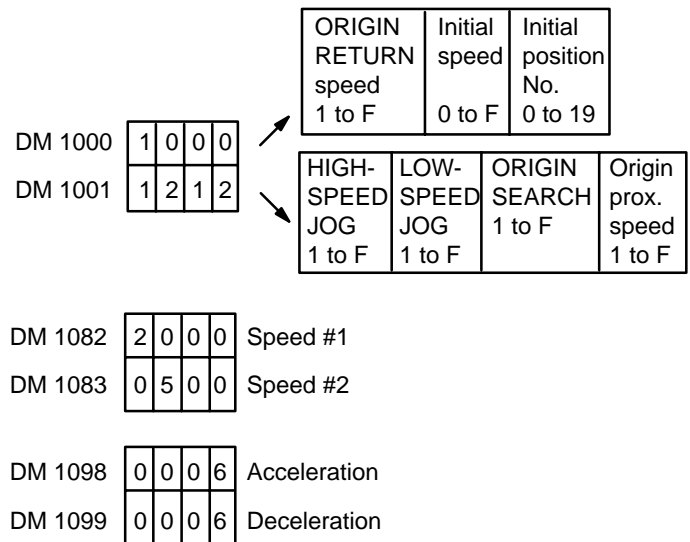 ORIGIN RETURN speed 1 to F
Initial speed 0 to F
Initial position No. 0 to 19
DM 1000 1 0 0 0
DM 1001 1 2 1 2
HIGH-SPEED JOG 1 to F
LOW-SPEED JOG 1 to F
ORIGIN SEARCH 1 to F
Origin prox. speed 1 to F
DM 1082 2 0 0 0 Speed #1
DM 1083 0 5 0 0 Speed #2
DM 1098 0 0 0 6 Acceleration
DM 1099 0 0 0 6 Deceleration